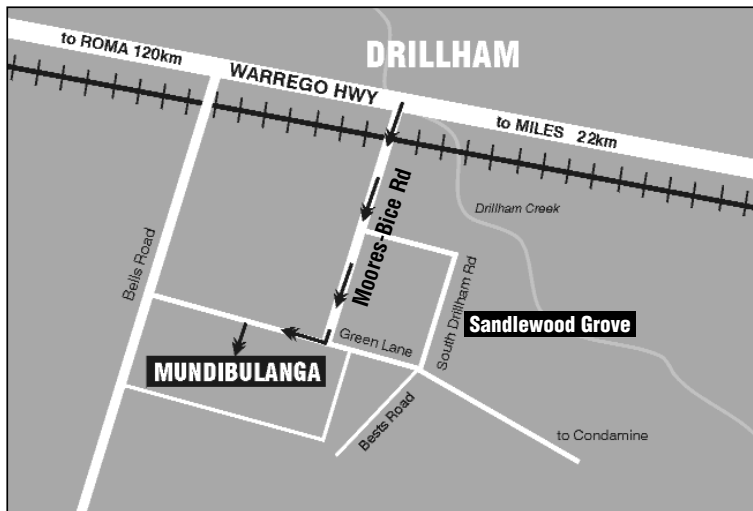 to ROMA 120km
DRILLHAM
WARREGO HWY
to MILES 22km
Drillham Creek
Moores-Bice Rd
Bells Road
South Drillham Rd
Sandlewood Grove
Green Lane
MUNDIBULANGA
Bests Road
to Condamine